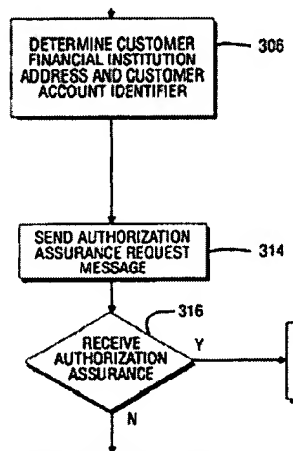 DETERMINE CUSTOMER
FINANCIAL INSTITUTION
ADDRESS AND CUSTOMER
ACCOUNT IDENTIFIER
306
SEND AUTHORIZATION
ASSURANCE REQUEST
MESSAGE
314
316
RECEIVE
AUTHORIZATION
ASSURANCE
Y
N